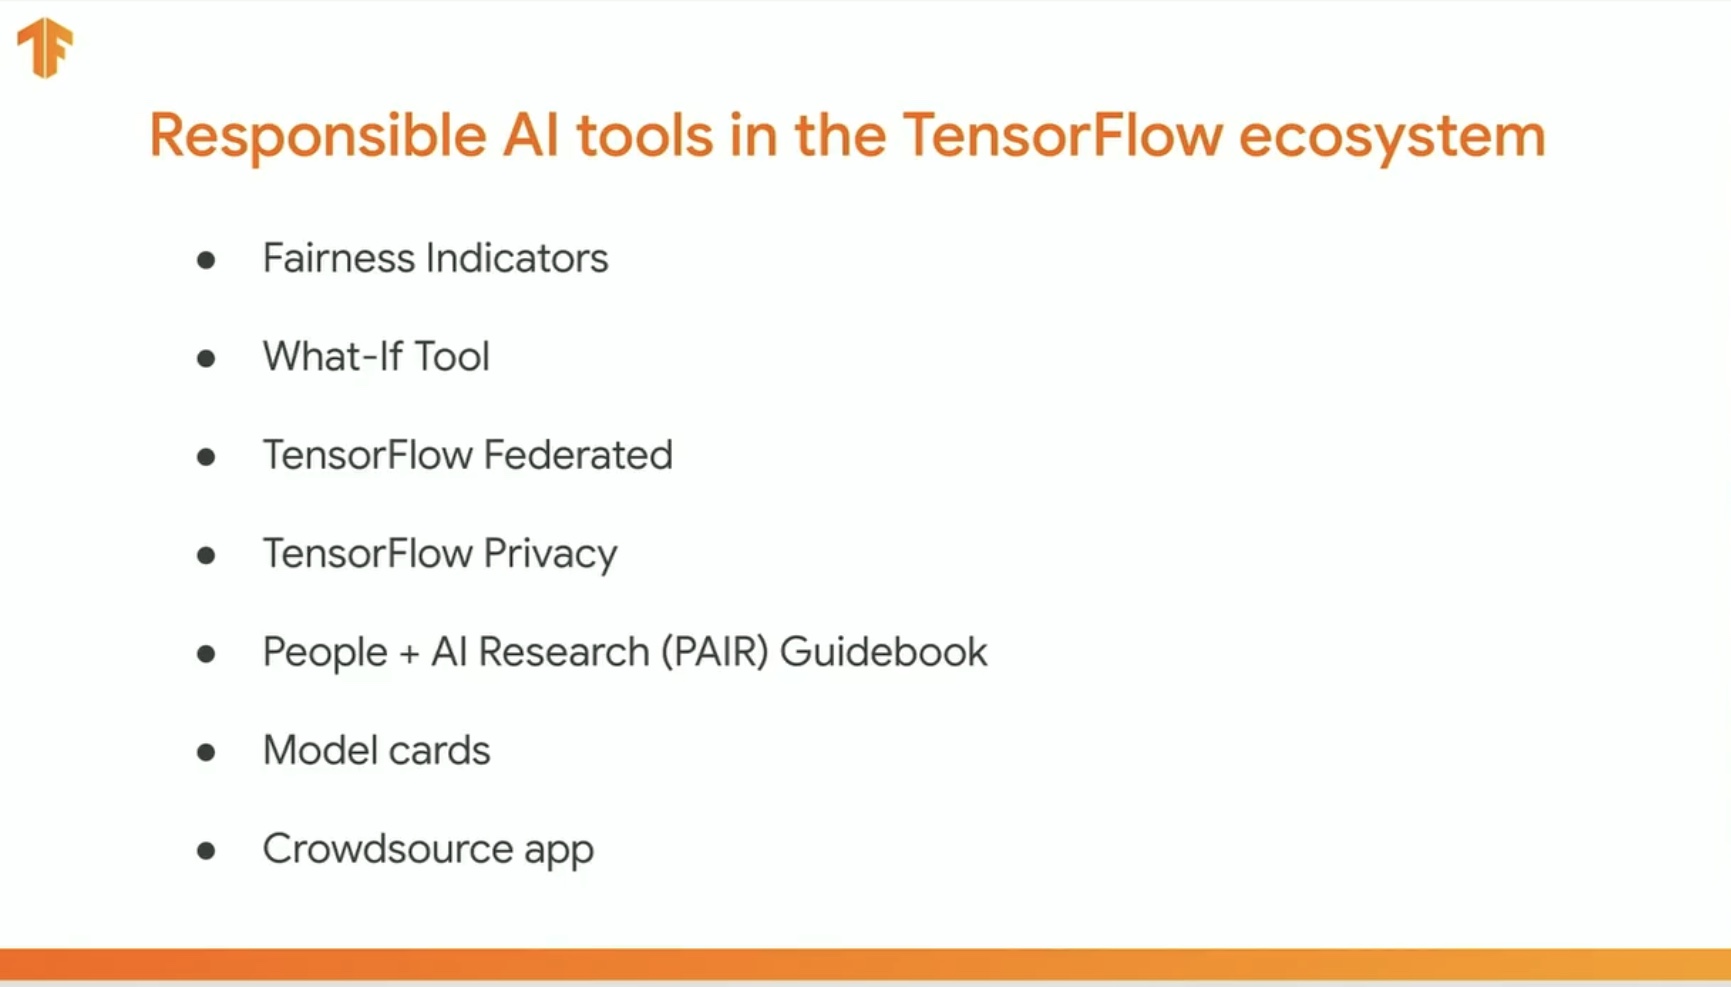 Responsible AI tools in the TensorFlow ecosystem
● Fairness Indicators
● What-If Tool
● TensorFlow Federated
● TensorFlow Privacy
● People + AI Research (PAIR) Guidebook
● Model cards
● Crowdsource app